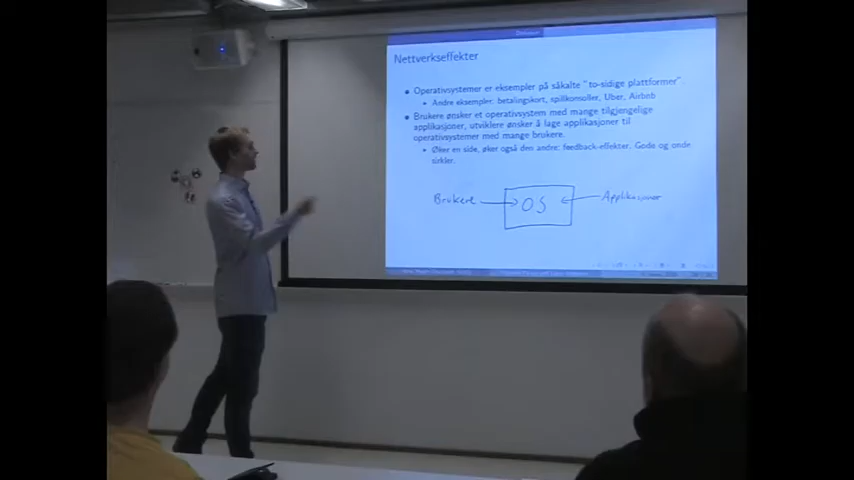 Nettverkseffekter
Operativsystemer er eksempler på såkalte "to-sidige plattformer"
Andre eksempler: betalingskort, spillkonsoller, Uber, Airbnb
Brukere ønsker et operativsystem med mange tilgjengelige
applikasjoner, utviklere ønsker å lage applikasjoner til
operativsystemer med mange brukere.
Øker en side, øker også den andre: feedback-effekter. Gode og onde
sirkler.
Brukere OS Applikasjoner